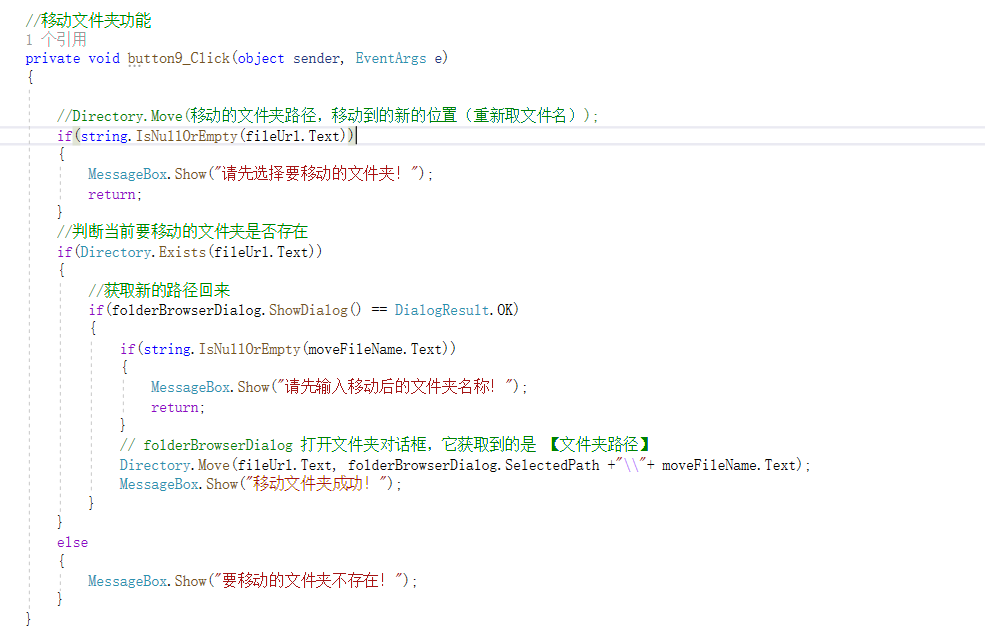 //移动文件夹功能
1 个引用
private void button9_Click(object sender, EventArgs e)
{
//Directory.Move(移动的文件夹路径，移动到的新的位置（重新取文件名）);
if(string.IsNullOrEmpty(fileUrl.Text))
{
MessageBox.Show("请先选择要移动的文件夹！");
return;
}
//判断当前要移动的文件夹是否存在
if(Directory.Exists(fileUrl.Text))
{
//获取新的路径回来
if(folderBrowserDialog.ShowDialog() == DialogResult.OK)
{
if(string.IsNullOrEmpty(moveFileName.Text))
{
MessageBox.Show("请先输入移动后的文件夹名称！");
return;
}
// folderBrowserDialog 打开文件夹对话框，它获取到的是 【文件夹路径】
Directory.Move(fileUrl.Text, folderBrowserDialog.SelectedPath +"\\"+ moveFileName.Text);
MessageBox.Show("移动文件夹成功！");
}
}
else
{
MessageBox.Show("要移动的文件夹不存在！");
}
}